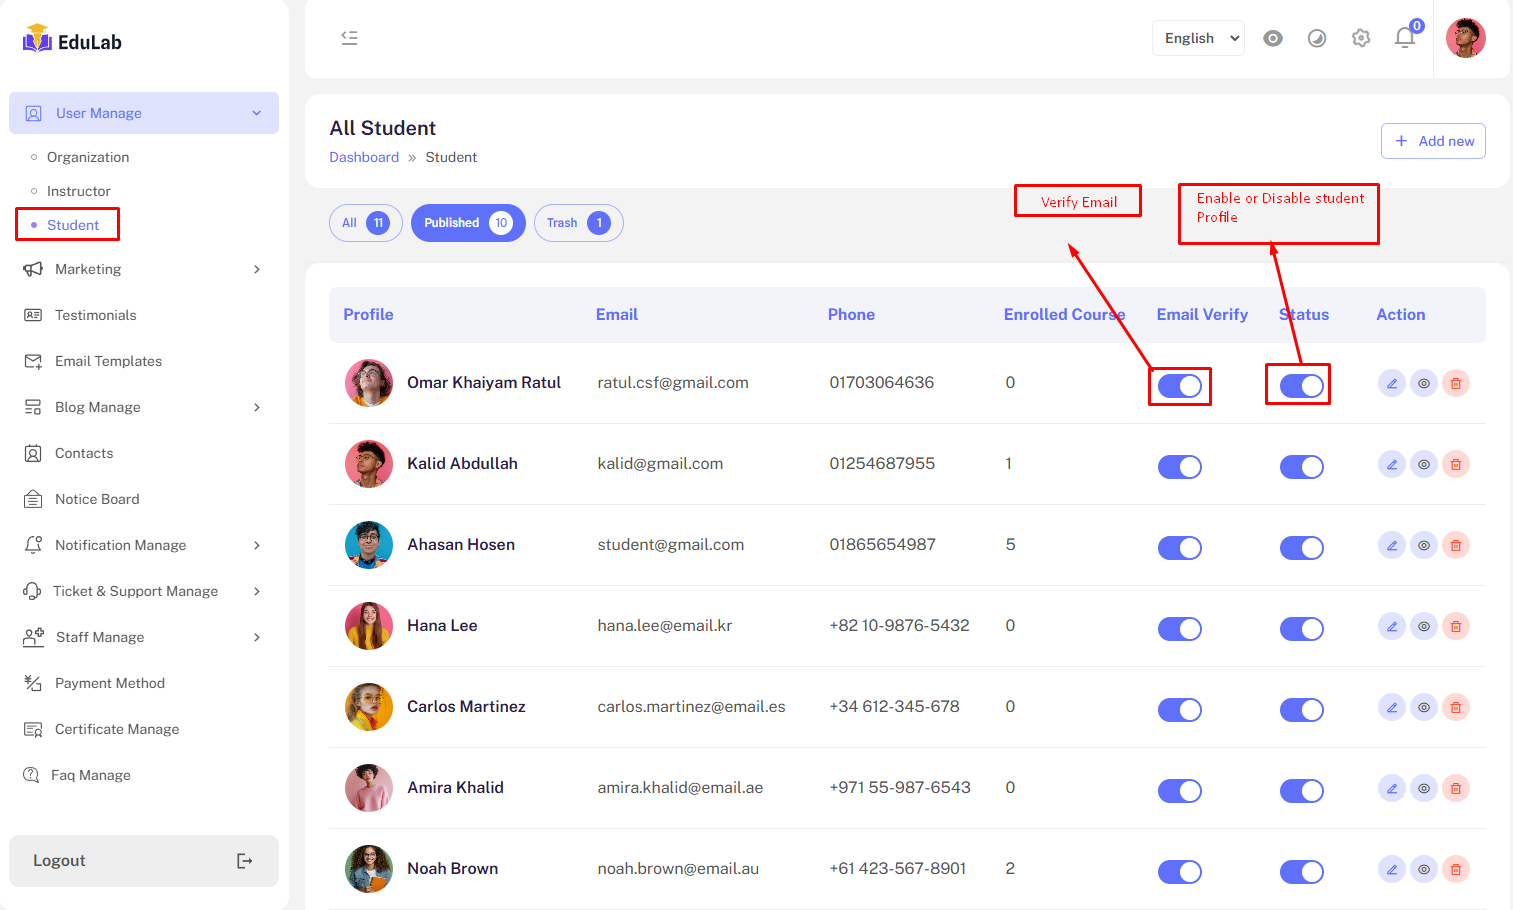 EduLab
English
0
User Manage
Organization
Instructor
Student
Marketing
Testimonials
Email Templates
Blog Manage
Contacts
Notice Board
Notification Manage
Ticket & Support Manage
Staff Manage
Payment Method
Certificate Manage
Faq Manage
Logout
All Student
Dashboard » Student
+ Add new
All 11 Published 10 Trash 1
Verify Email
Enable or Disable student
Profile
Profile Email Phone Enrolled Course Email Verify Status Action
Omar Khaiyam Ratul ratul.csf@gmail.com 01703064636 0
Kalid Abdullah kalid@gmail.com 01254687955 1
Ahasan Hosen student@gmail.com 01865654987 5
Hana Lee hana.lee@email.kr +82 10-9876-5432 0
Carlos Martinez carlos.martinez@email.es +34 612-345-678 0
Amira Khalid amira.khalid@email.ae +971 55-987-6543 0
Noah Brown noah.brown@email.au +61 423-567-8901 2